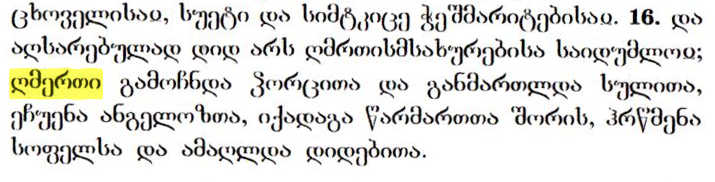 ცხოველისაჲ, სუეტი და სიმტკიცე ჭეშმარიტებისაჲ. 16. და
აღსარებულად დიდ არს ღმრთისმსახურებისა საიდუმლოჲ;
ღმერთი გამოჩნდა ჴორცითა და განმართლდა სულითა,
ეჩუენა ანგელოზთა, იქადაგა წარმართთა შორის, ჰრწმენა
სოფელსა და ამაღლდა დიდებითა.